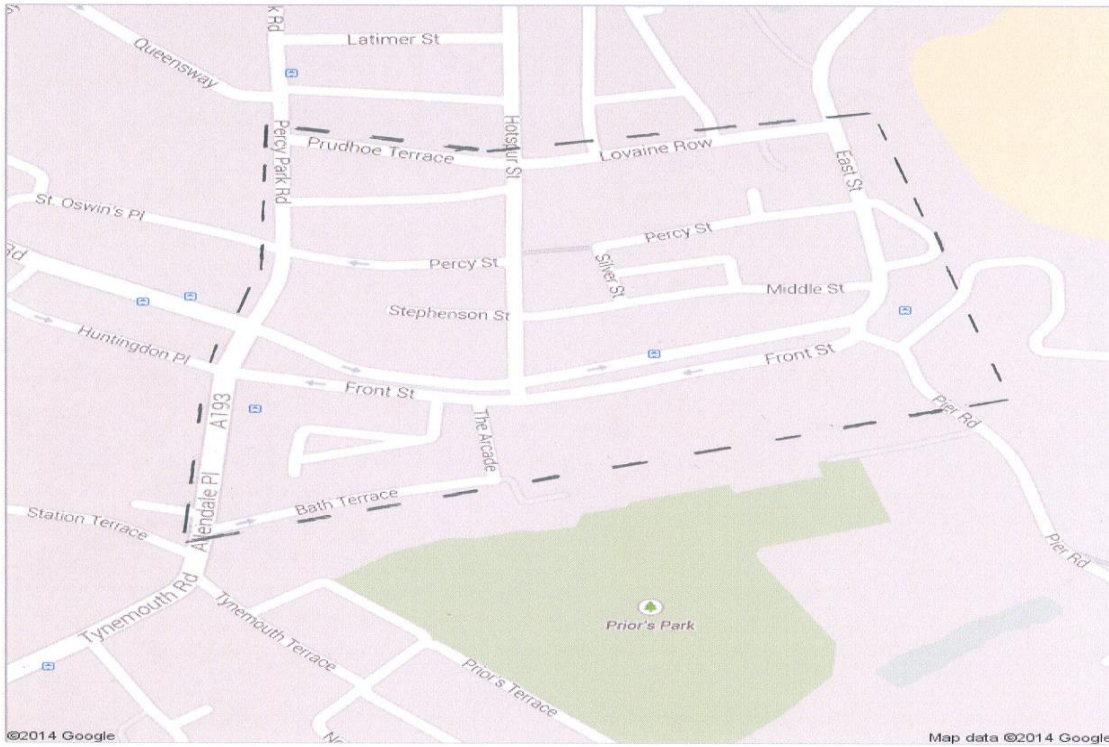 k Rd
Latimer St
Queensway
Percy Park Rd
Prudhoe Terrace
Hotspur St
Lovaine Row
East St
St. Oswin's Pl
Rd
Percy St
Percy St
Silver St
Stephenson St
Middle St
Huntingdon Pl
Front St
Front St
A193
The Arcade
Pier Rd
Bath Terrace
Station Terrace
Allendale Pl
Tynemouth Rd
Tynemouth Terrace
Prior's Park
Prior's Terrace
Pier Rd
©2014 Google
Map data ©2014 Google